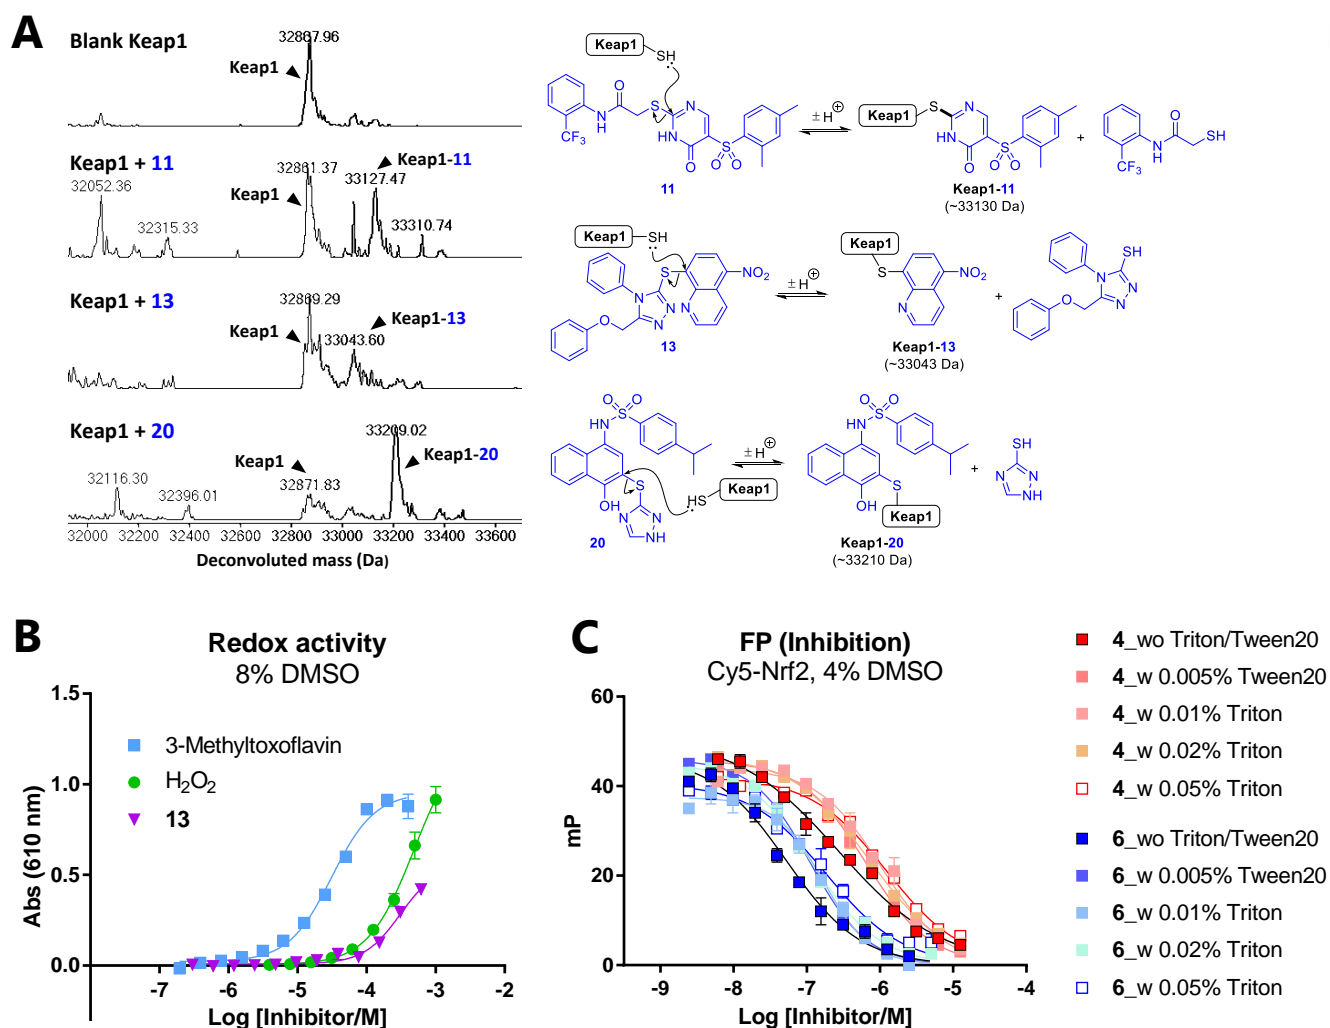 A
Blank Keap1
32867.96
Keap1
Keap1 + 11
32052.36
32315.33
32861.37
Keap1
Keap1-11
33127.47
33310.74
Keap1 + 13
32869.29
Keap1
33043.60
Keap1-13
Keap1 + 20
32116.30
32396.01
Keap1
32871.83
33209.02
Keap1-20
32000 32200 32400 32600 32800 33000 33200 33400 33600
Deconvoluted mass (Da)
Keap1 SH
O
S
N
N
H
CF3
HN
O
S
O O
11
± H +
Keap1
S
N
N
HN
O
S
O O
Keap1-11
(~33130 Da)
+
O
SH
N
H
CF3
Keap1 SH
S
NO2
N
N
N
N
O
13
± H +
Keap1
S
NO2
N
Keap1-13
(~33043 Da)
+
SH
N
N
N
O
O O
S
HN
S
OH
N
N
NH
HS Keap1
20
± H +
O O
S
HN
S
OH Keap1
Keap1-20
(~33210 Da)
+
SH
N
N
NH
B
Redox activity
8% DMSO
1.5
1.0
0.5
0.0
Abs (610 nm)
3-Methyltoxoflavin
H2O2
13
-7 -6 -5 -4 -3 -2
Log [Inhibitor/M]
C
FP (Inhibition)
Cy5-Nrf2, 4% DMSO
60
40
20
0
mP
-9 -8 -7 -6 -5 -4
Log [Inhibitor/M]
4_wo Triton/Tween20
4_w 0.005% Tween20
4_w 0.01% Triton
4_w 0.02% Triton
4_w 0.05% Triton
6_wo Triton/Tween20
6_w 0.005% Tween20
6_w 0.01% Triton
6_w 0.02% Triton
6_w 0.05% Triton